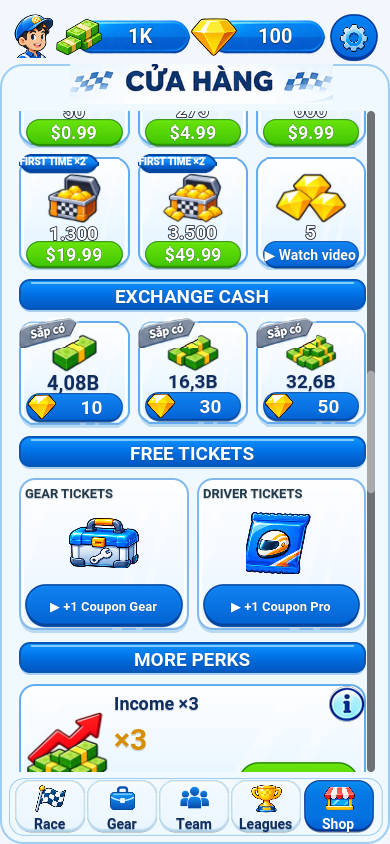 1K
100
CỬA HÀNG
50
275
600
$0.99
$4.99
$9.99
FIRST TIME ×2
FIRST TIME ×2
1.300
3.500
5
$19.99
$49.99
▶ Watch video
EXCHANGE CASH
Sắp có
Sắp có
Sắp có
4,08B
16,3B
32,6B
10
30
50
FREE TICKETS
GEAR TICKETS
DRIVER TICKETS
▶ +1 Coupon Gear
▶ +1 Coupon Pro
MORE PERKS
Income ×3
×3
Race
Gear
Team
Leagues
Shop